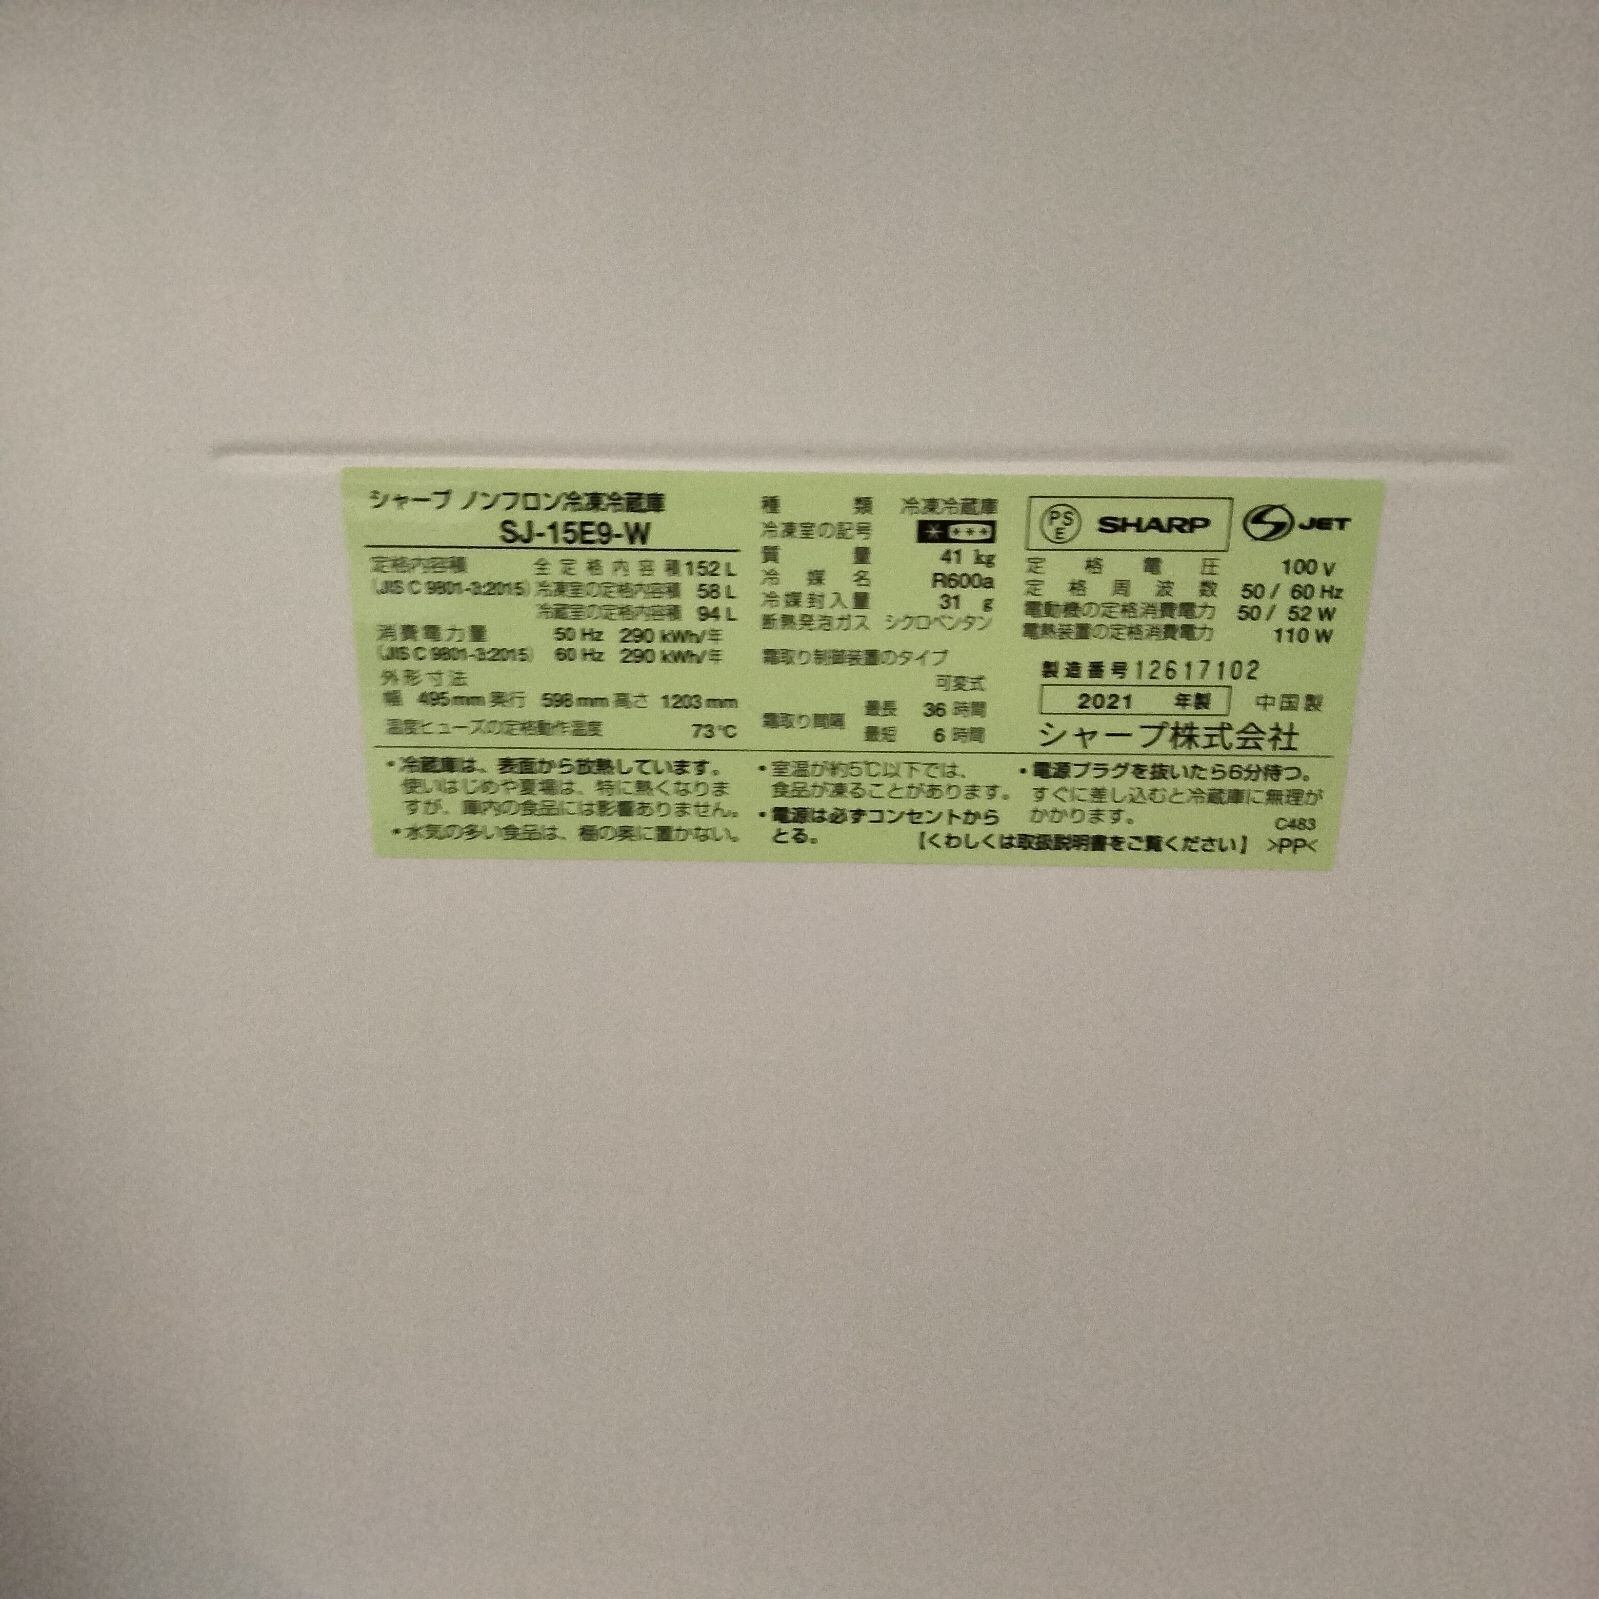 シャープ ノンフロン冷凍冷蔵庫
SJ-15E9-W
定格内容積 全定格内容積 152 L
(JIS C 9801-3:2015) 冷凍室の定格内容積 58 L
冷蔵室の定格内容積 94 L
消費電力量 50 Hz 290 kWh/年
(JIS C 9801-3:2015) 60 Hz 290 kWh/年
外形寸法
幅 495 mm 奥行 598 mm 高さ 1203 mm
温度ヒューズの定格動作温度 73℃
種類 冷凍冷蔵庫
冷凍室の記号
質量 41 kg
冷媒名 R600a
冷媒封入量 31 g
断熱発泡ガス シクロペンタン
霜取り制御装置のタイプ
可変式
霜取り間隔 最長 36 時間
最短 6 時間
PS
E
SHARP
JET
定格電圧 100 V
定格周波数 50 / 60 Hz
電動機の定格消費電力 50 / 52 W
電熱装置の定格消費電力 110 W
製造番号 12617102
2021 年製 中国製
シャープ株式会社
・冷蔵庫は、表面から放熱しています。
使いはじめや夏場は、特に熱くなりま
すが、庫内の食品には影響ありません。
・水気の多い食品は、棚の奥に置かない。
・室温が約5℃以下では、
食品が凍ることがあります。
・電源は必ずコンセントから
とる。
・電源プラグを抜いたら6分待つ。
すぐに差し込むと冷蔵庫に無理が
かかります。
C483
【くわしくは取扱説明書をご覧ください】 >PP<